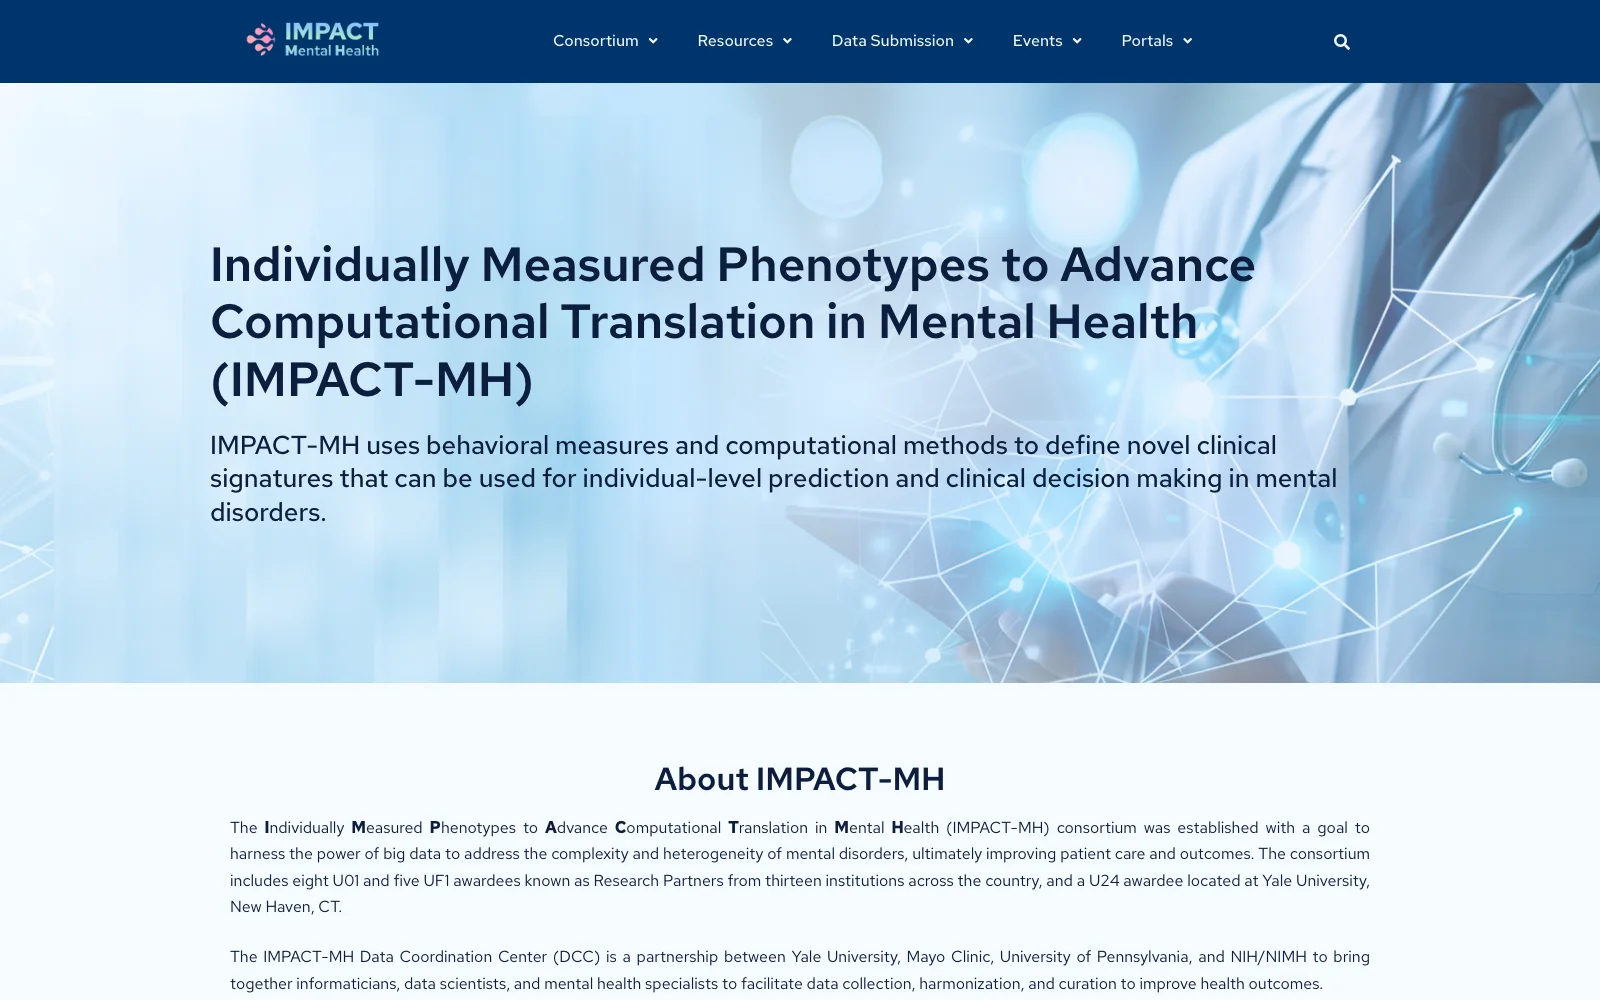 IMPACT
Mental Health
Consortium
Resources
Data Submission
Events
Portals
Individually Measured Phenotypes to Advance
Computational Translation in Mental Health
(IMPACT-MH)
IMPACT-MH uses behavioral measures and computational methods to define novel clinical
signatures that can be used for individual-level prediction and clinical decision making in mental
disorders.
About IMPACT-MH
The Individually Measured Phenotypes to Advance Computational Translation in Mental Health (IMPACT-MH) consortium was established with a goal to
harness the power of big data to address the complexity and heterogeneity of mental disorders, ultimately improving patient care and outcomes. The consortium
includes eight U01 and five UF1 awardees known as Research Partners from thirteen institutions across the country, and a U24 awardee located at Yale University,
New Haven, CT.
The IMPACT-MH Data Coordination Center (DCC) is a partnership between Yale University, Mayo Clinic, University of Pennsylvania, and NIH/NIMH to bring
together informaticians, data scientists, and mental health specialists to facilitate data collection, harmonization, and curation to improve health outcomes.